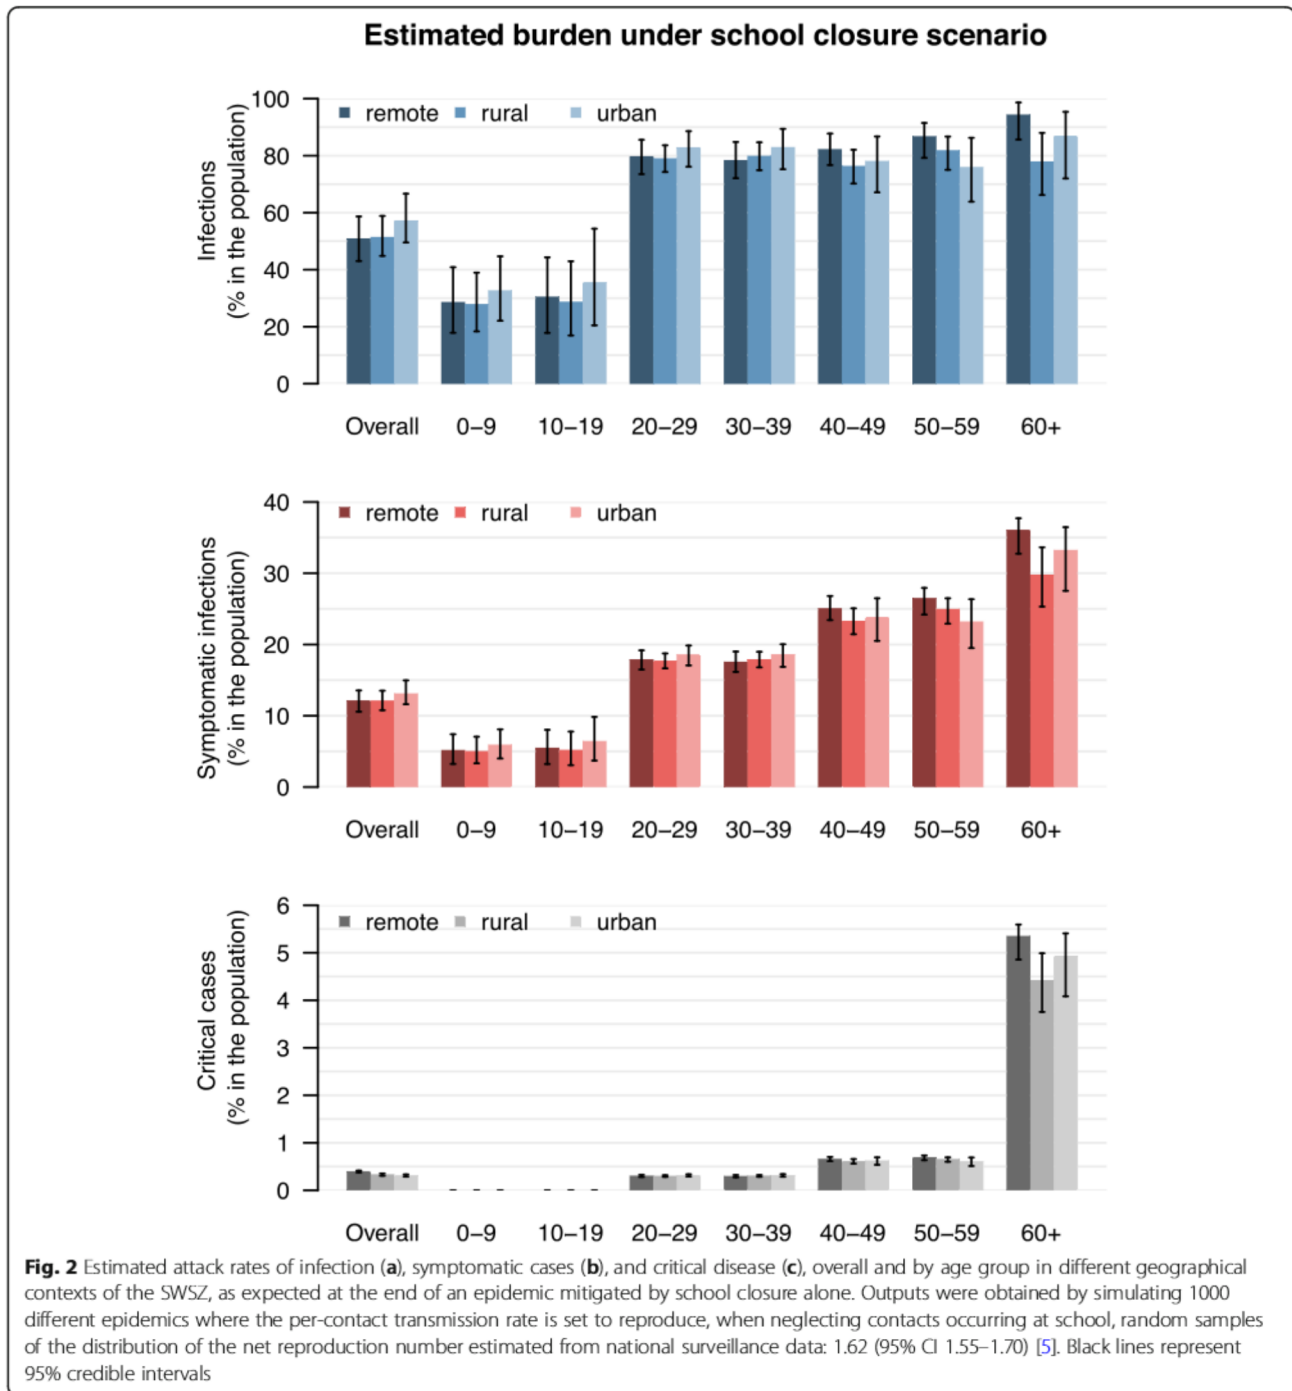 Estimated burden under school closure scenario
Infections
(% in the population)
100
80
60
40
20
0
remote rural urban
Overall 0–9 10–19 20–29 30–39 40–49 50–59 60+
Symptomatic infections
(% in the population)
40
30
20
10
0
remote rural urban
Overall 0–9 10–19 20–29 30–39 40–49 50–59 60+
Critical cases
(% in the population)
6
5
4
3
2
1
0
remote rural urban
Overall 0–9 10–19 20–29 30–39 40–49 50–59 60+
Fig. 2 Estimated attack rates of infection (a), symptomatic cases (b), and critical disease (c), overall and by age group in different geographical
contexts of the SWSZ, as expected at the end of an epidemic mitigated by school closure alone. Outputs were obtained by simulating 1000
different epidemics where the per-contact transmission rate is set to reproduce, when neglecting contacts occurring at school, random samples
of the distribution of the net reproduction number estimated from national surveillance data: 1.62 (95% CI 1.55–1.70) [5]. Black lines represent
95% credible intervals